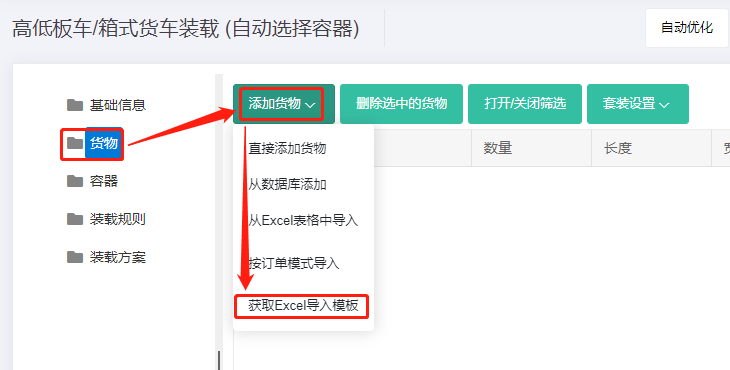 高低板车/箱式货车装载 (自动选择容器)
自动优化
基础信息
货物
容器
装载规则
装载方案
添加货物
删除选中的货物
打开/关闭筛选
套装设置
直接添加货物
从数据库添加
从Excel表格中导入
按订单模式导入
获取Excel导入模板
数量
长度